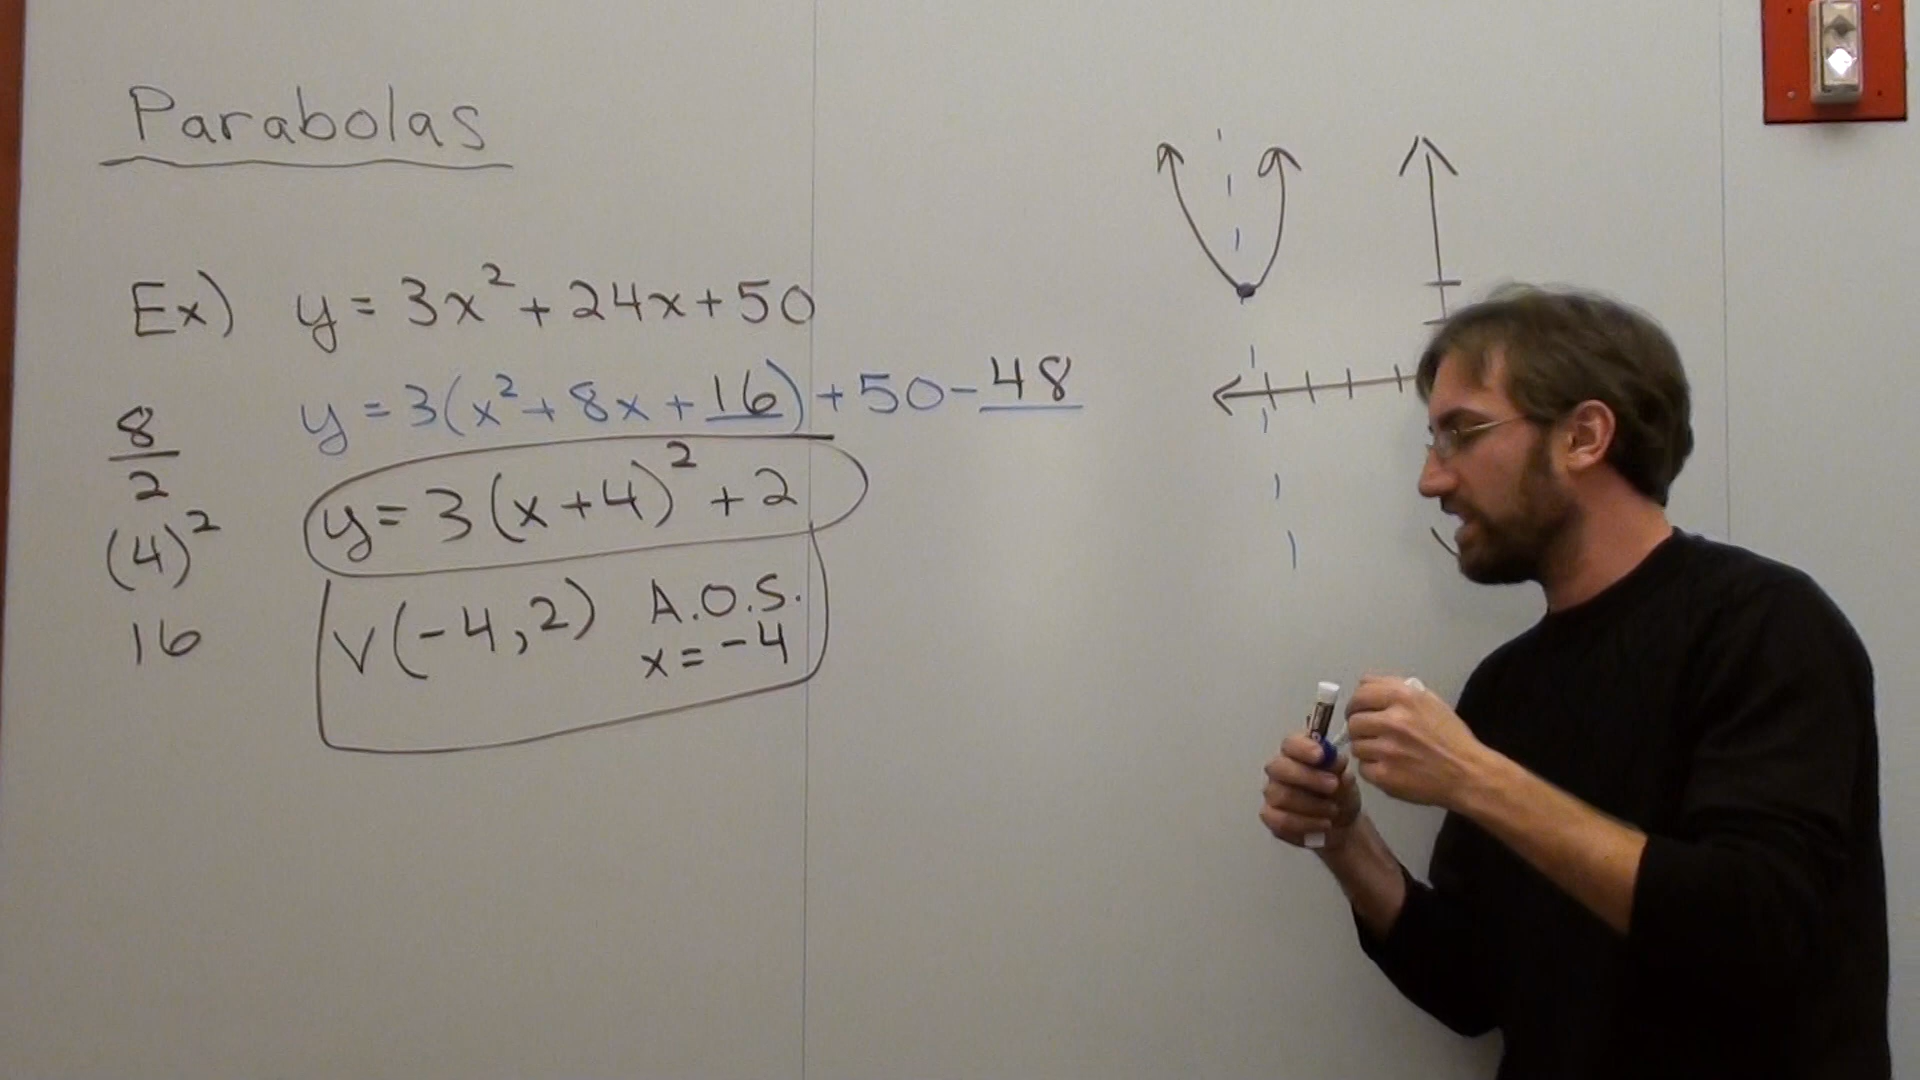 Parabolas
Ex) y = 3x² + 24x + 50
y = 3(x² + 8x + 16) + 50 - 48
8
2
(4)²
16
y = 3(x + 4)² + 2
V(-4, 2) A.O.S.
x = -4